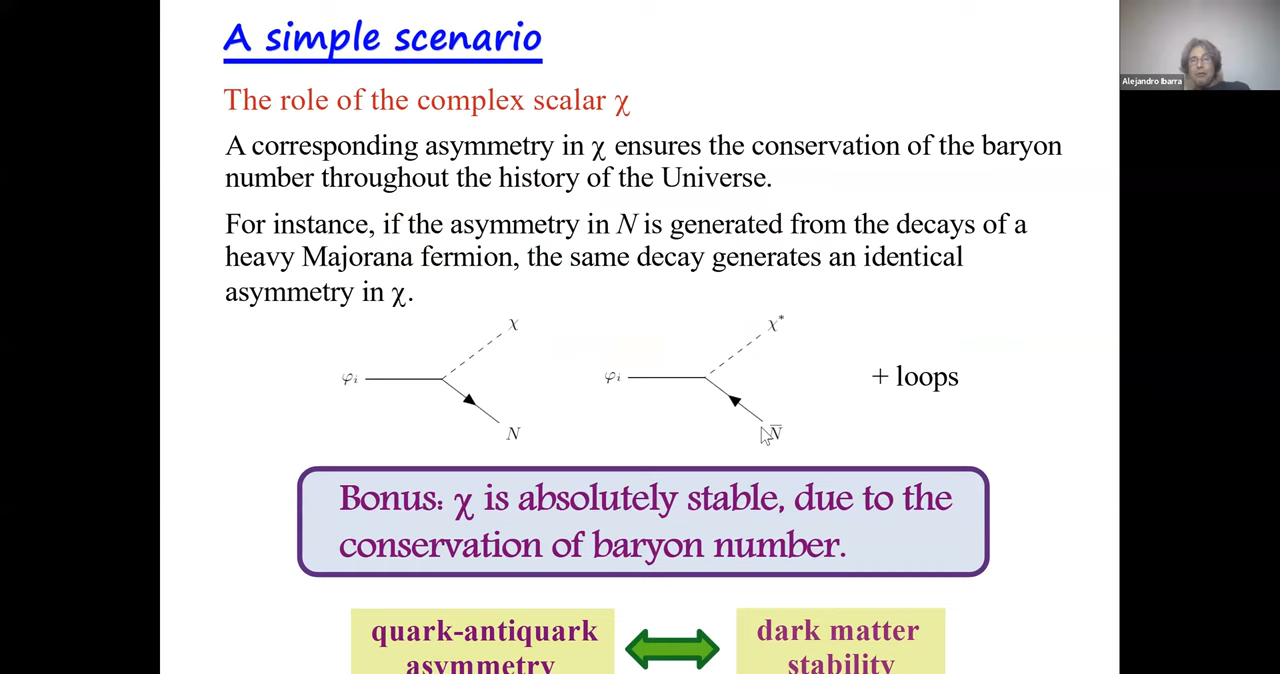 A simple scenario
Alejandro Ibarra
The role of the complex scalar χ
A corresponding asymmetry in χ ensures the conservation of the baryon
number throughout the history of the Universe.
For instance, if the asymmetry in N is generated from the decays of a
heavy Majorana fermion, the same decay generates an identical
asymmetry in χ.
χ
χ*
φᵢ
φᵢ
+ loops
N
N̅
Bonus: χ is absolutely stable, due to the
conservation of baryon number.
quark-antiquark
asymmetry
dark matter
stability